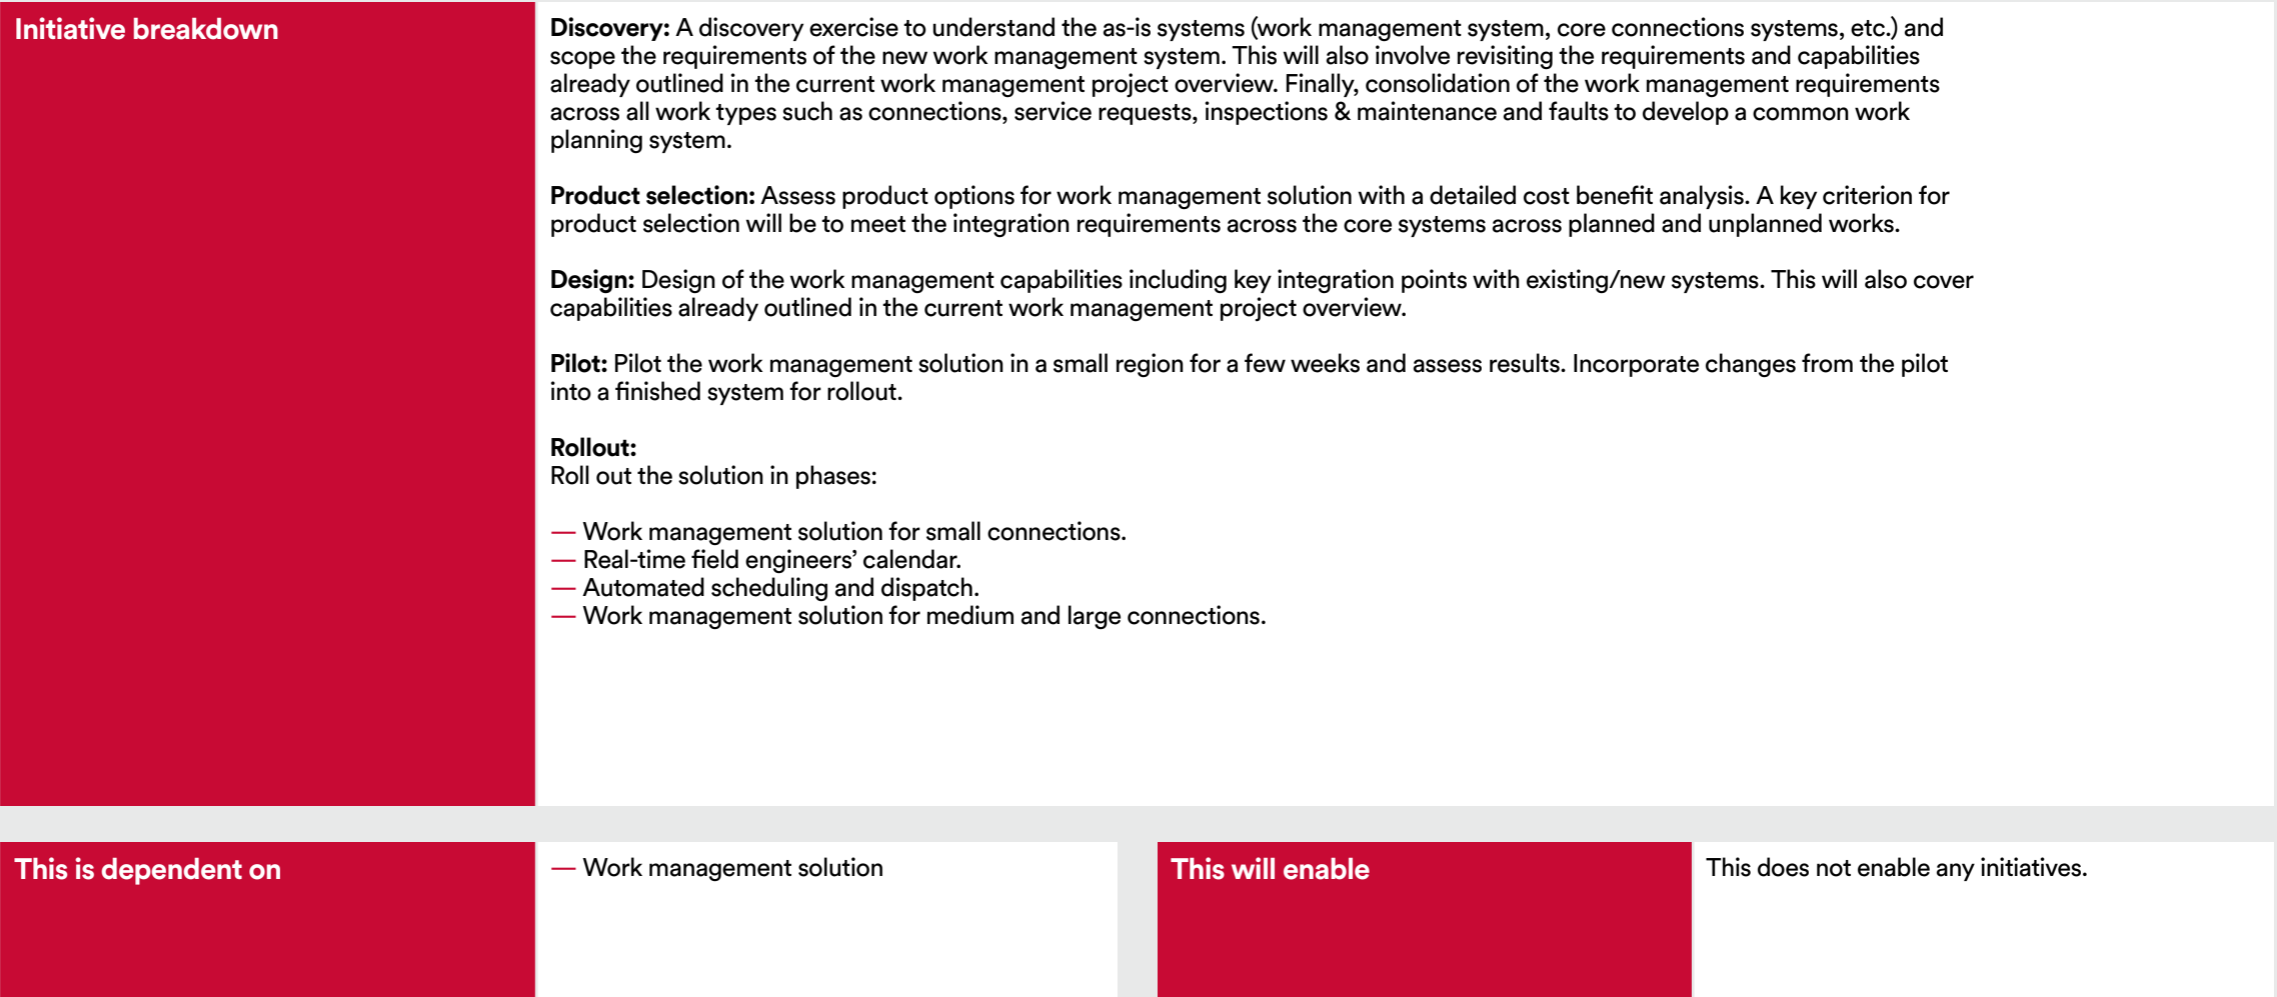 Initiative breakdown
Discovery: A discovery exercise to understand the as-is systems (work management system, core connections systems, etc.) and
scope the requirements of the new work management system. This will also involve revisiting the requirements and capabilities
already outlined in the current work management project overview. Finally, consolidation of the work management requirements
across all work types such as connections, service requests, inspections & maintenance and faults to develop a common work
planning system.
Product selection: Assess product options for work management solution with a detailed cost benefit analysis. A key criterion for
product selection will be to meet the integration requirements across the core systems across planned and unplanned works.
Design: Design of the work management capabilities including key integration points with existing/new systems. This will also cover
capabilities already outlined in the current work management project overview.
Pilot: Pilot the work management solution in a small region for a few weeks and assess results. Incorporate changes from the pilot
into a finished system for rollout.
Rollout:
Roll out the solution in phases:
— Work management solution for small connections.
— Real-time field engineers’ calendar.
— Automated scheduling and dispatch.
— Work management solution for medium and large connections.
This is dependent on
— Work management solution
This will enable
This does not enable any initiatives.